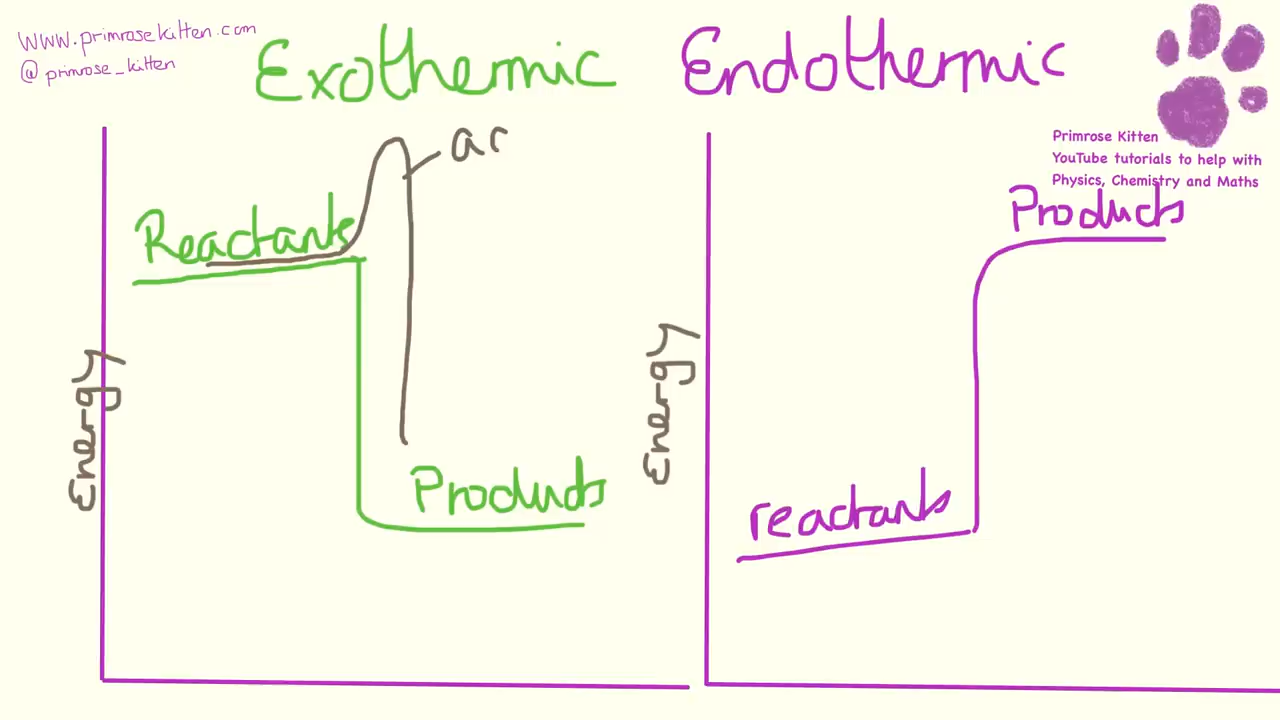 www.primrosekitten.com
@primrose_kitten
Exothermic
Endothermic
Primrose Kitten
YouTube tutorials to help with
Physics, Chemistry and Maths
ac
Reactants
Products
Energy
Products
Energy
reactants